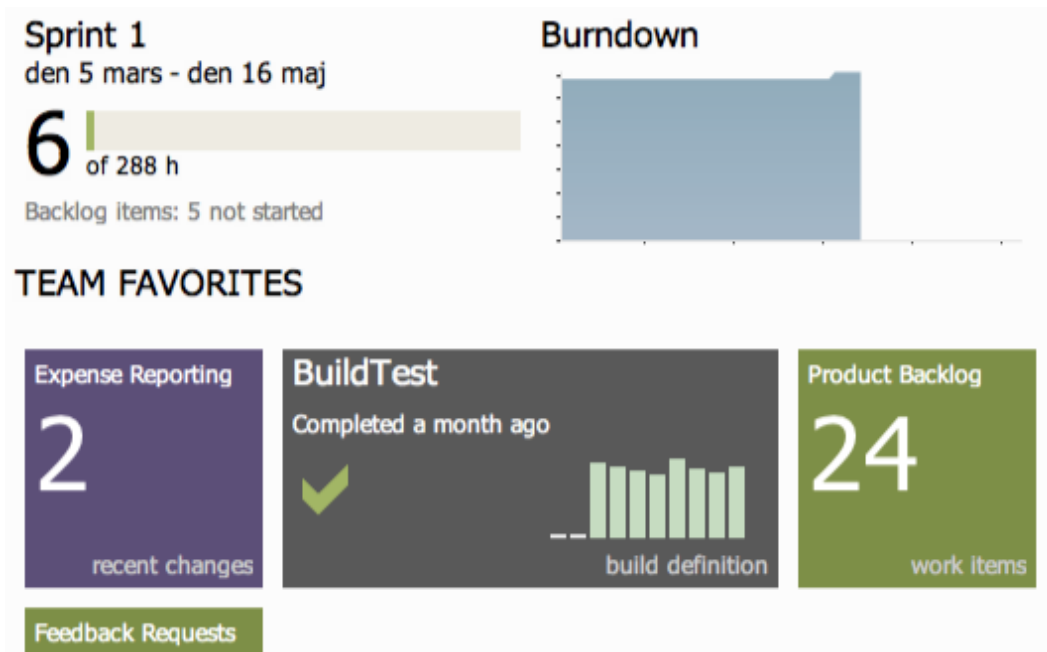 Sprint 1
den 5 mars - den 16 maj
6
of 288 h
Backlog items: 5 not started
Burndown
TEAM FAVORITES
Expense Reporting
2
recent changes
BuildTest
Completed a month ago
build definition
Product Backlog
24
work items
Feedback Requests